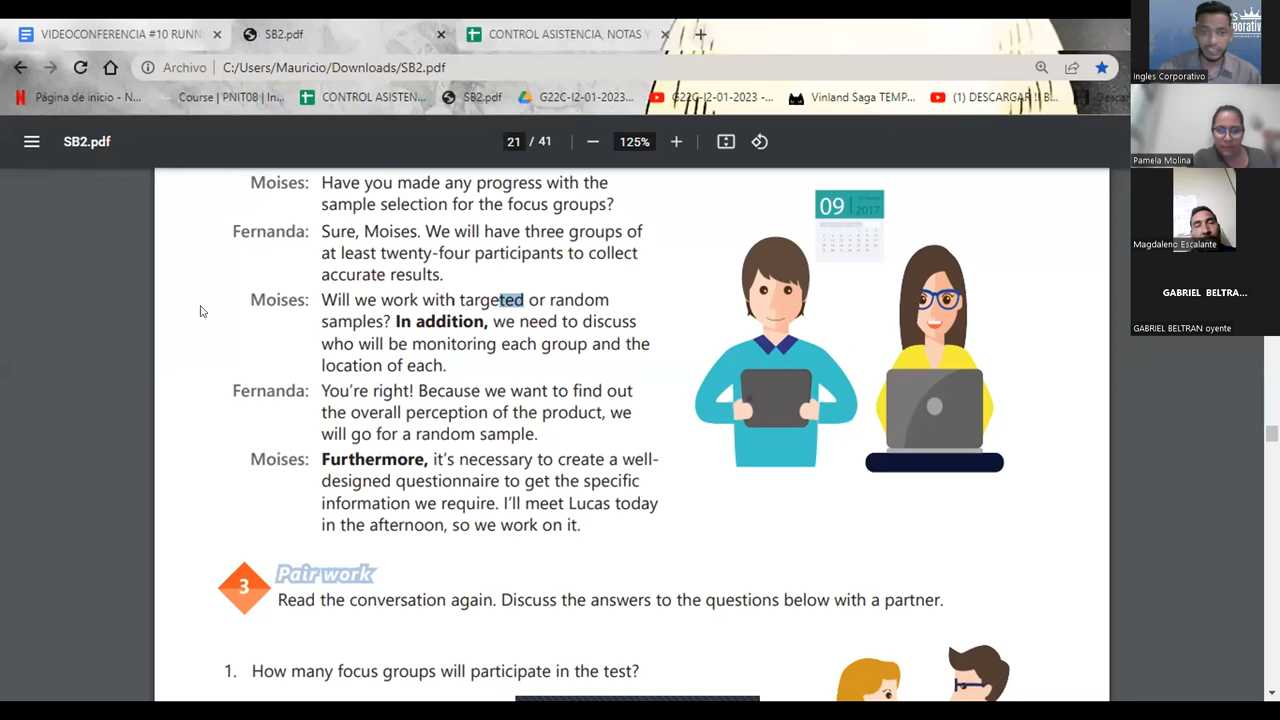 VIDEOCONFERENCIA #10 RUNN
SB2.pdf
CONTROL ASISTENCIA, NOTAS Y
Archivo
C:/Users/Mauricio/Downloads/SB2.pdf
Página de inicio - N...
Course | PNIT08 | In...
CONTROL ASISTEN...
SB2.pdf
G22C-I2-01-2023...
G22C-I2-01-2023 -...
Vinland Saga TEMP...
(1) DESCARGAR !! B...
SB2.pdf
21 / 41
125%
Moises: Have you made any progress with the
sample selection for the focus groups?
Fernanda: Sure, Moises. We will have three groups of
at least twenty-four participants to collect
accurate results.
Moises: Will we work with targeted or random
samples? In addition, we need to discuss
who will be monitoring each group and the
location of each.
Fernanda: You're right! Because we want to find out
the overall perception of the product, we
will go for a random sample.
Moises: Furthermore, it's necessary to create a well-
designed questionnaire to get the specific
information we require. I'll meet Lucas today
in the afternoon, so we work on it.
09
2017
3
Pair work
Read the conversation again. Discuss the answers to the questions below with a partner.
1. How many focus groups will participate in the test?
Ingles Corporativo
Pamela Molina
Magdaleno Escalante
GABRIEL BELTRA...
GABRIEL BELTRAN oyente